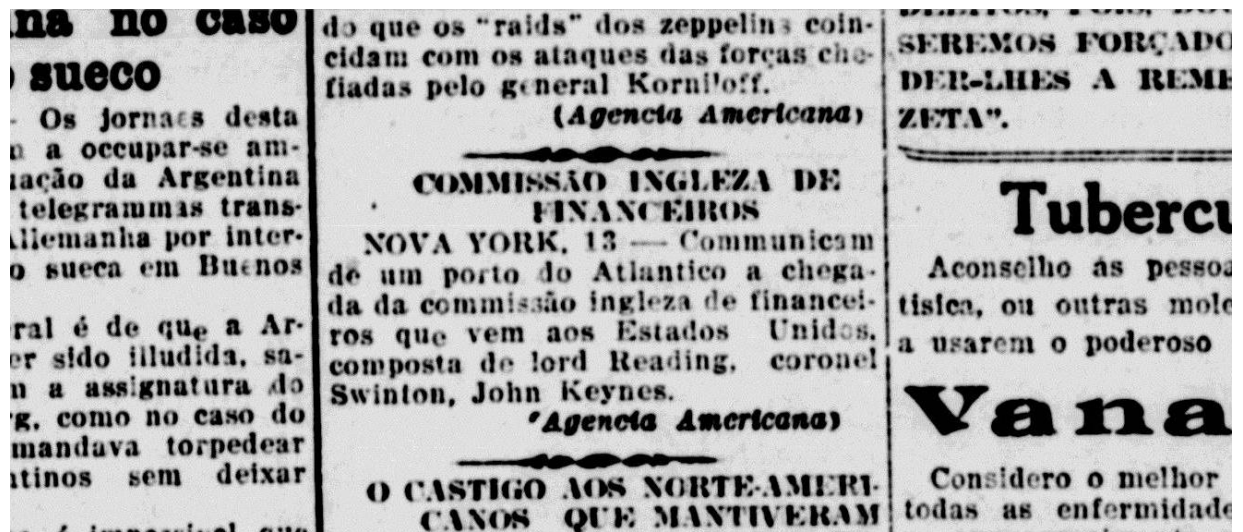 na no caso
sueco
Os jornaes desta
a occupar-se am-
uação da Argentina
telegrammas trans-
Allemanha por inter-
o sueca em Buenos
ral é de que a Ar-
er sido illudida, sa-
a assignatura do
rg, como no caso do
mandava torpedear
ntinos sem deixar
do que os "raids" dos zeppelins coin-
cidam com os ataques das forças che-
fiadas pelo general Korniloff.
(Agencia Americana)
COMMISSÃO INGLEZA DE
FINANCEIROS
NOVA YORK, 13 — Communicam
de um porto do Atlantico a chega-
da da commissão ingleza de financei-
ros que vem aos Estados Unidos,
composta de lord Reading, coronel
Swinton, John Keynes.
(Agencia Americana)
O CASTIGO AOS NORTE-AMERI-
CANOS QUE MANTIVERAM
SEREMOS FORÇADO
DER-LHES A REME
ZETA".
Tubercu
Aconselho as pessoa
tisica, ou outras mole
a usarem o poderoso
Vana
Considero o melhor
todas as enfermidade